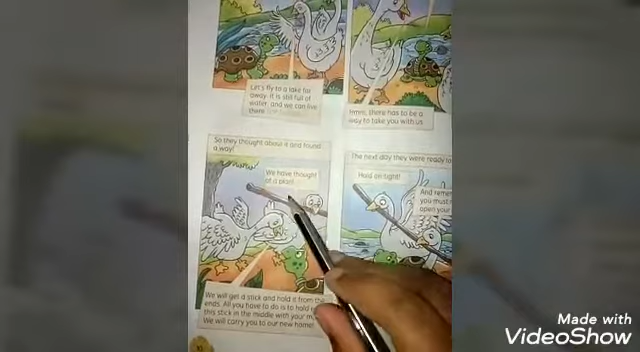 Let's fly to a lake far
away. It is still full of
water, and we can live
there.
Hmm, there has to be a
way to take you with us
So they thought about it and found
a way!
We have thought
of a plan!
We will get a stick and hold it from the
ends. All you have to do is to hold
this stick in the middle with your
We will carry you to our new home!
The next day they were ready to
Hold on tight!
And
you must
open your
Made with
VideoShow